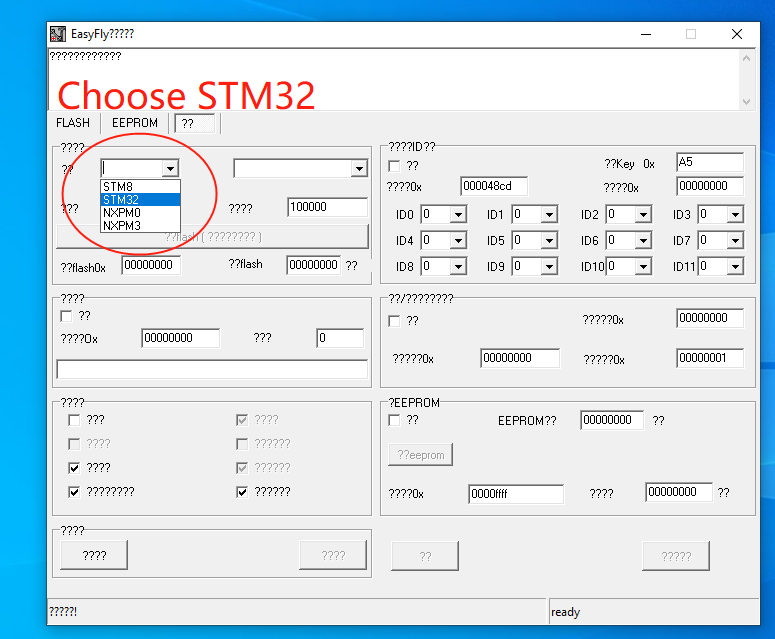 EasyFly?????
????????????
Choose STM32
FLASH EEPROM ??
????
??
STM8
STM32
NXPM0
NXPM3
??? ???? 100000
??flash ( ???????? )
??flash0x 00000000 ??flash 00000000 ??
????ID??
?? ??Key 0x A5
????0x 000048cd ????0x 00000000
ID0 0 ID1 0 ID2 0 ID3 0
ID4 0 ID5 0 ID6 0 ID7 0
ID8 0 ID9 0 ID10 0 ID11 0
????
??
????0x 00000000 ??? 0
??/????????
?? ?????0x 00000000
?????0x 00000000 ?????0x 00000001
????
??? ????
???? ??????
???? ??????
???????? ??????
?EEPROM
?? EEPROM?? 00000000 ??
??eeprom
????0x 0000ffff ???? 00000000 ??
????
???? ???? ?? ?????
?????! ready